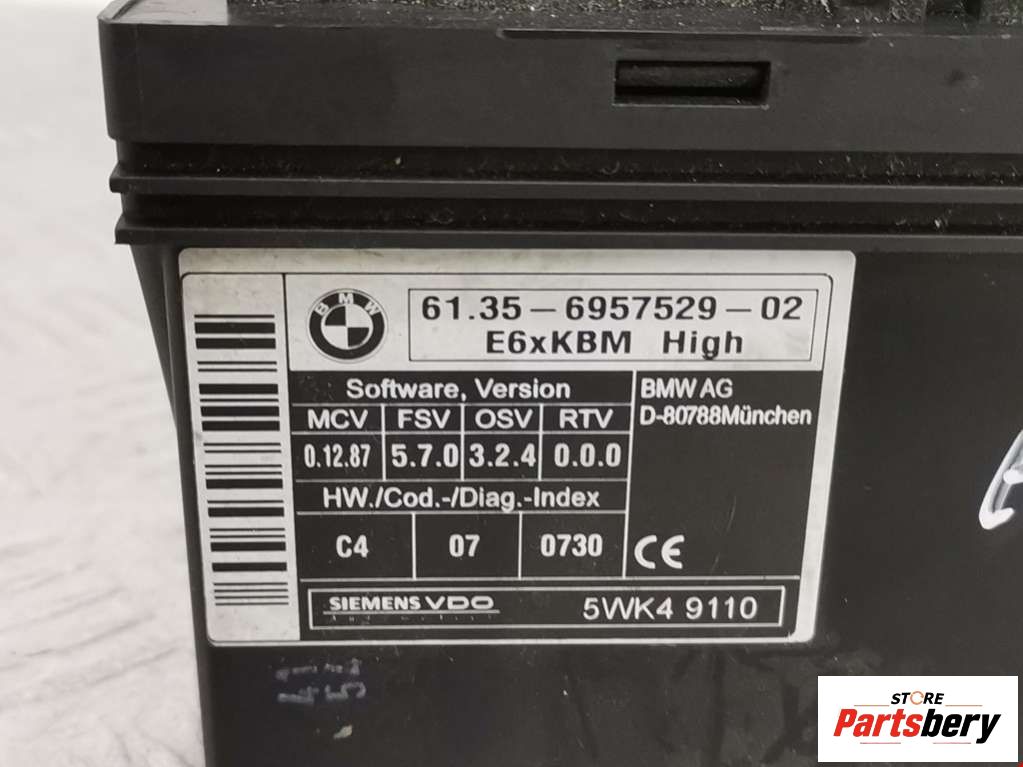 BMW
61.35-6957529-02
E6xKBM High
Software, Version
MCV FSV OSV RTV
0.12.87 5.7.0 3.2.4 0.0.0
HW./Cod.-/Diag.-Index
C4 07 0730
BMW AG
D-80788München
CE
SIEMENS VDO
5WK4 9110
41
52
STORE
Partsbery